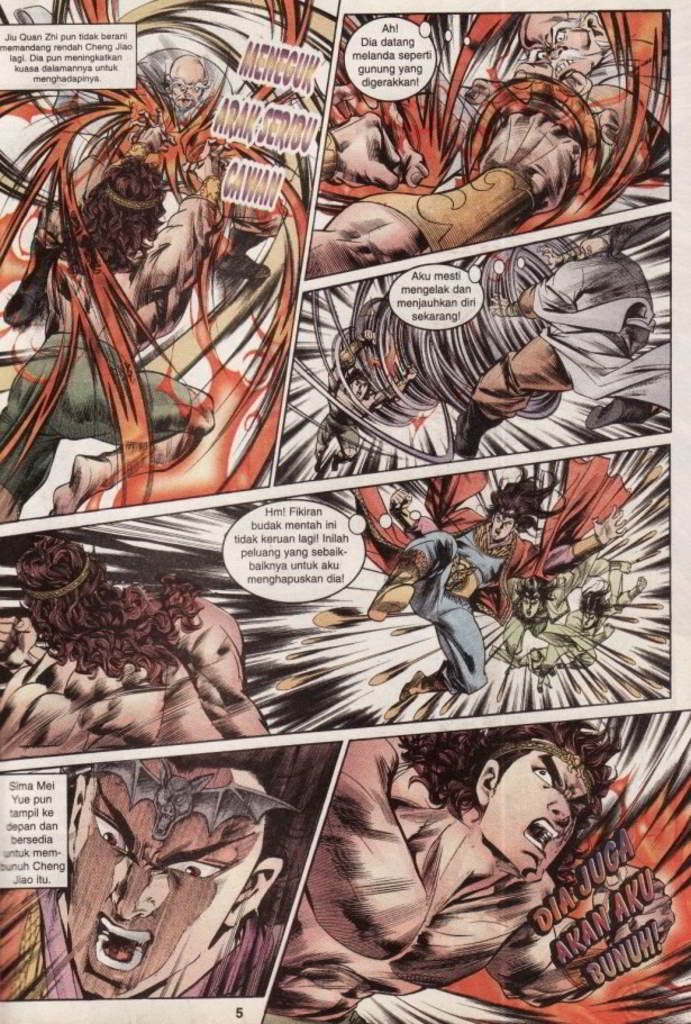 Jiu Quan Zhi pun tidak berani
memandang rendah Cheng Jiao
lagi. Dia pun meningkatkan
kuasa dalamannya untuk
menghadapinya.
MENEGUK
ARAK SERIBU
CAWAN!
Ah!
Dia datang
melanda seperti
gunung yang
digerakkan!
Aku mesti
mengelak dan
menjauhkan diri
sekarang!
Hm! Fikiran
budak mentah ini
tidak keruan lagi! Inilah
peluang yang sebaik-
baiknya untuk aku
menghapuskan dia!
Sima Mei
Yue pun
tampil ke
depan dan
bersedia
untuk mem-
bunuh Cheng
Jiao itu.
DIA JUGA
AKAN AKU
BUNUH!
5